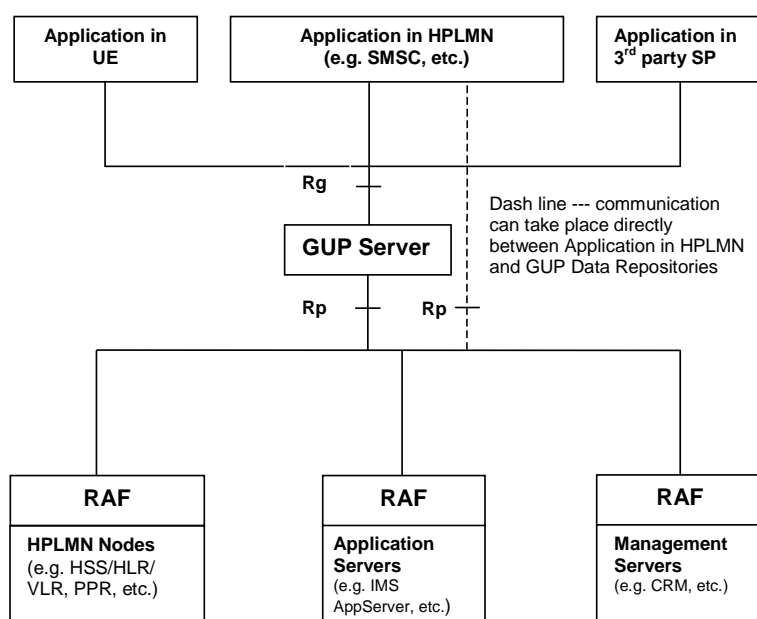 Application in
UE
Application in HPLMN
(e.g. SMSC, etc.)
Application in
3rd party SP
Rg
Dash line --- communication
can take place directly
between Application in HPLMN
and GUP Data Repositories
GUP Server
Rp
Rp
RAF
HPLMN Nodes
(e.g. HSS/HLR/
VLR, PPR, etc.)
RAF
Application
Servers
(e.g. IMS
AppServer, etc.)
RAF
Management
Servers
(e.g. CRM, etc.)